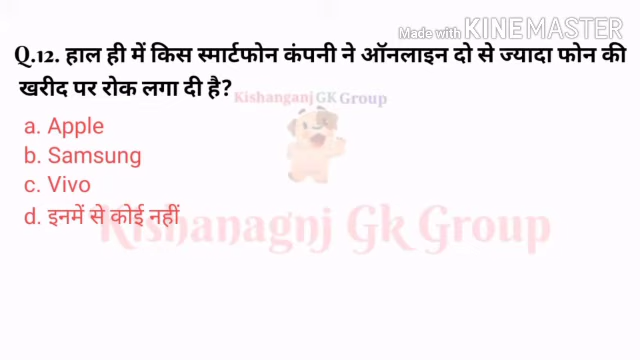 Made with KINEMASTER
Q.12. हाल ही में किस स्मार्टफोन कंपनी ने ऑनलाइन दो से ज्यादा फोन की
खरीद पर रोक लगा दी है?
Kishanganj GK Group
a. Apple
b. Samsung
c. Vivo
d. इनमें से कोई नहीं
Kishanagnj Gk Group